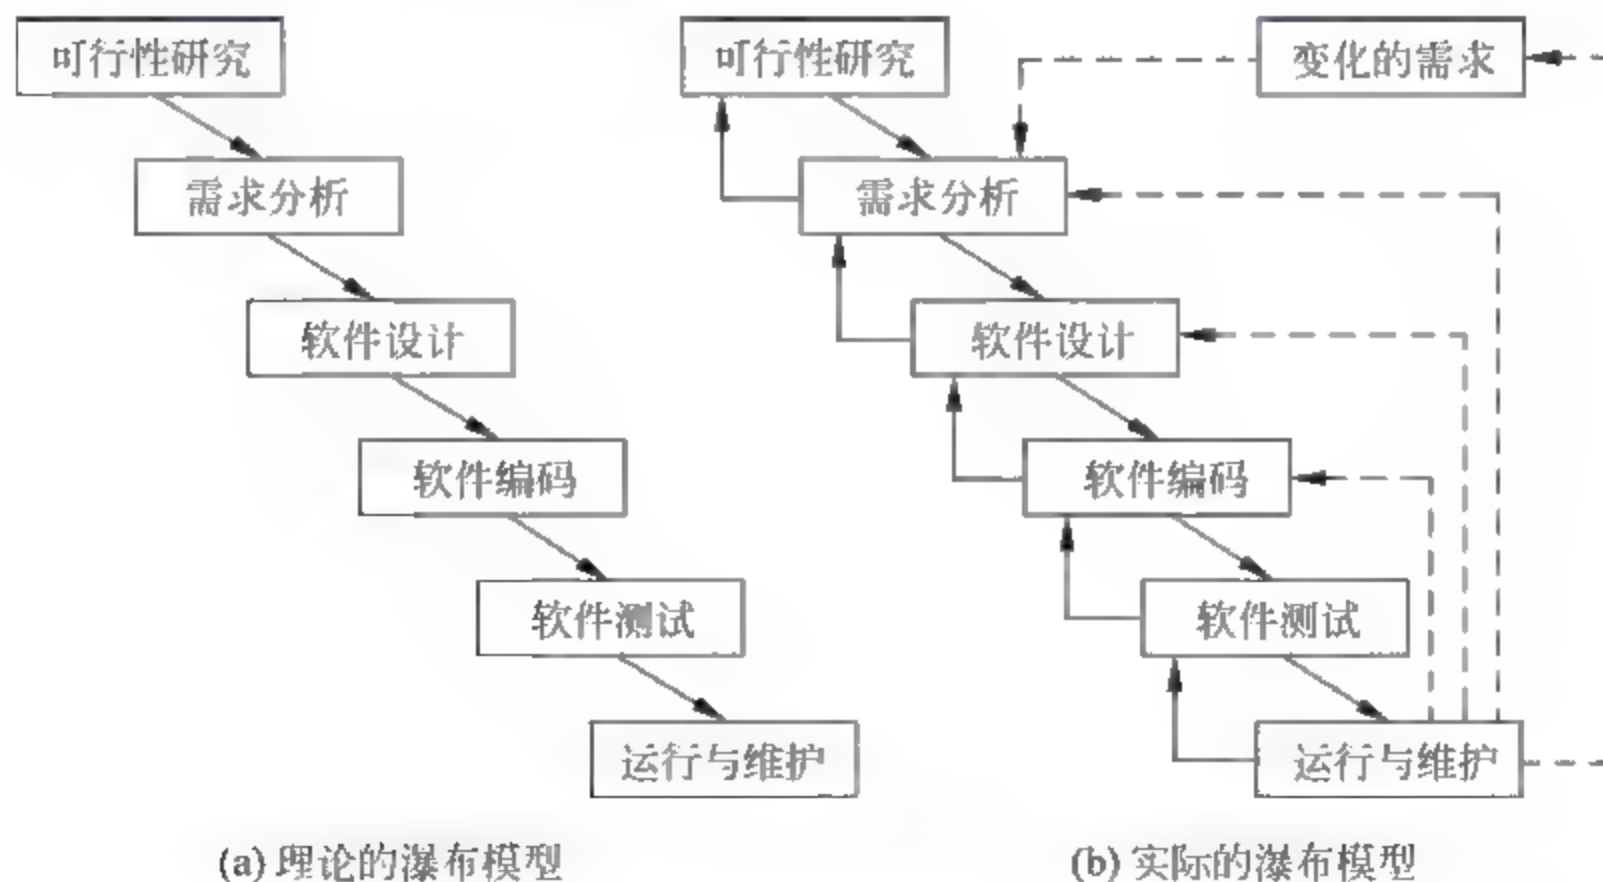 可行性研究
需求分析
软件设计
软件编码
软件测试
运行与维护
(a) 理论的瀑布模型
可行性研究
变化的需求
需求分析
软件设计
软件编码
软件测试
运行与维护
(b) 实际的瀑布模型